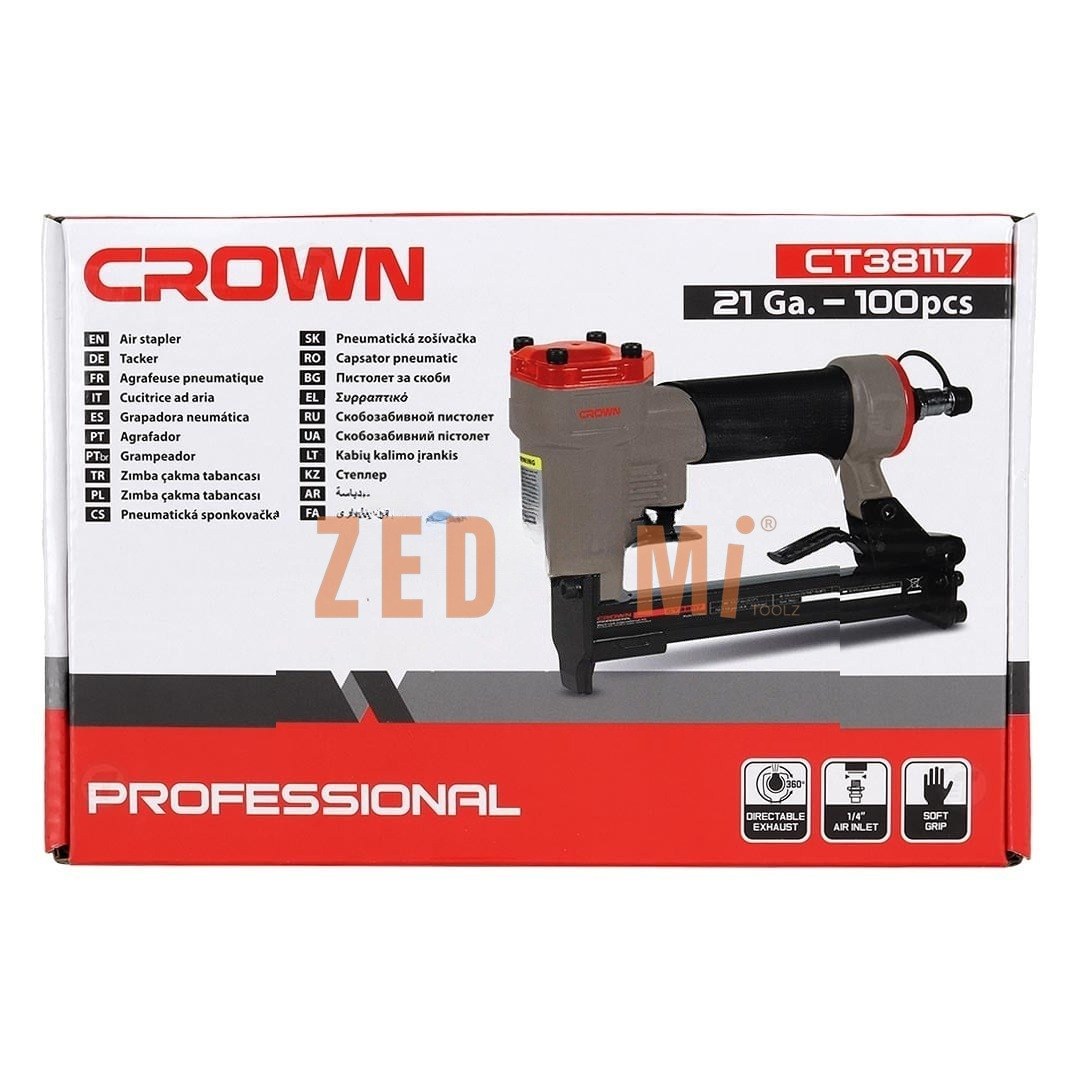 CROWN
CT38117
21 Ga. – 100pcs
EN Air stapler
DE Tacker
FR Agrafeuse pneumatique
IT Cucitrice ad aria
ES Grapadora neumática
PT Agrafador
PTbr Grampeador
TR Zımba çakma tabancası
PL Zımba çakma tabancası
CS Pneumatická sponkovačka
SK Pneumatická zošívačka
RO Capsator pneumatic
BG Пистолет за скоби
EL Συρραπτικό
RU Скобозабивной пистолет
UA Скобозабивний пістолет
LT Kabių kalimo įrankis
KZ Степлер
AR
FA
CROWN
CROWN
ZED Mi®
TOOLZ
PROFESSIONAL
360°
DIRECTABLE
EXHAUST
1/4"
AIR INLET
SOFT
GRIP